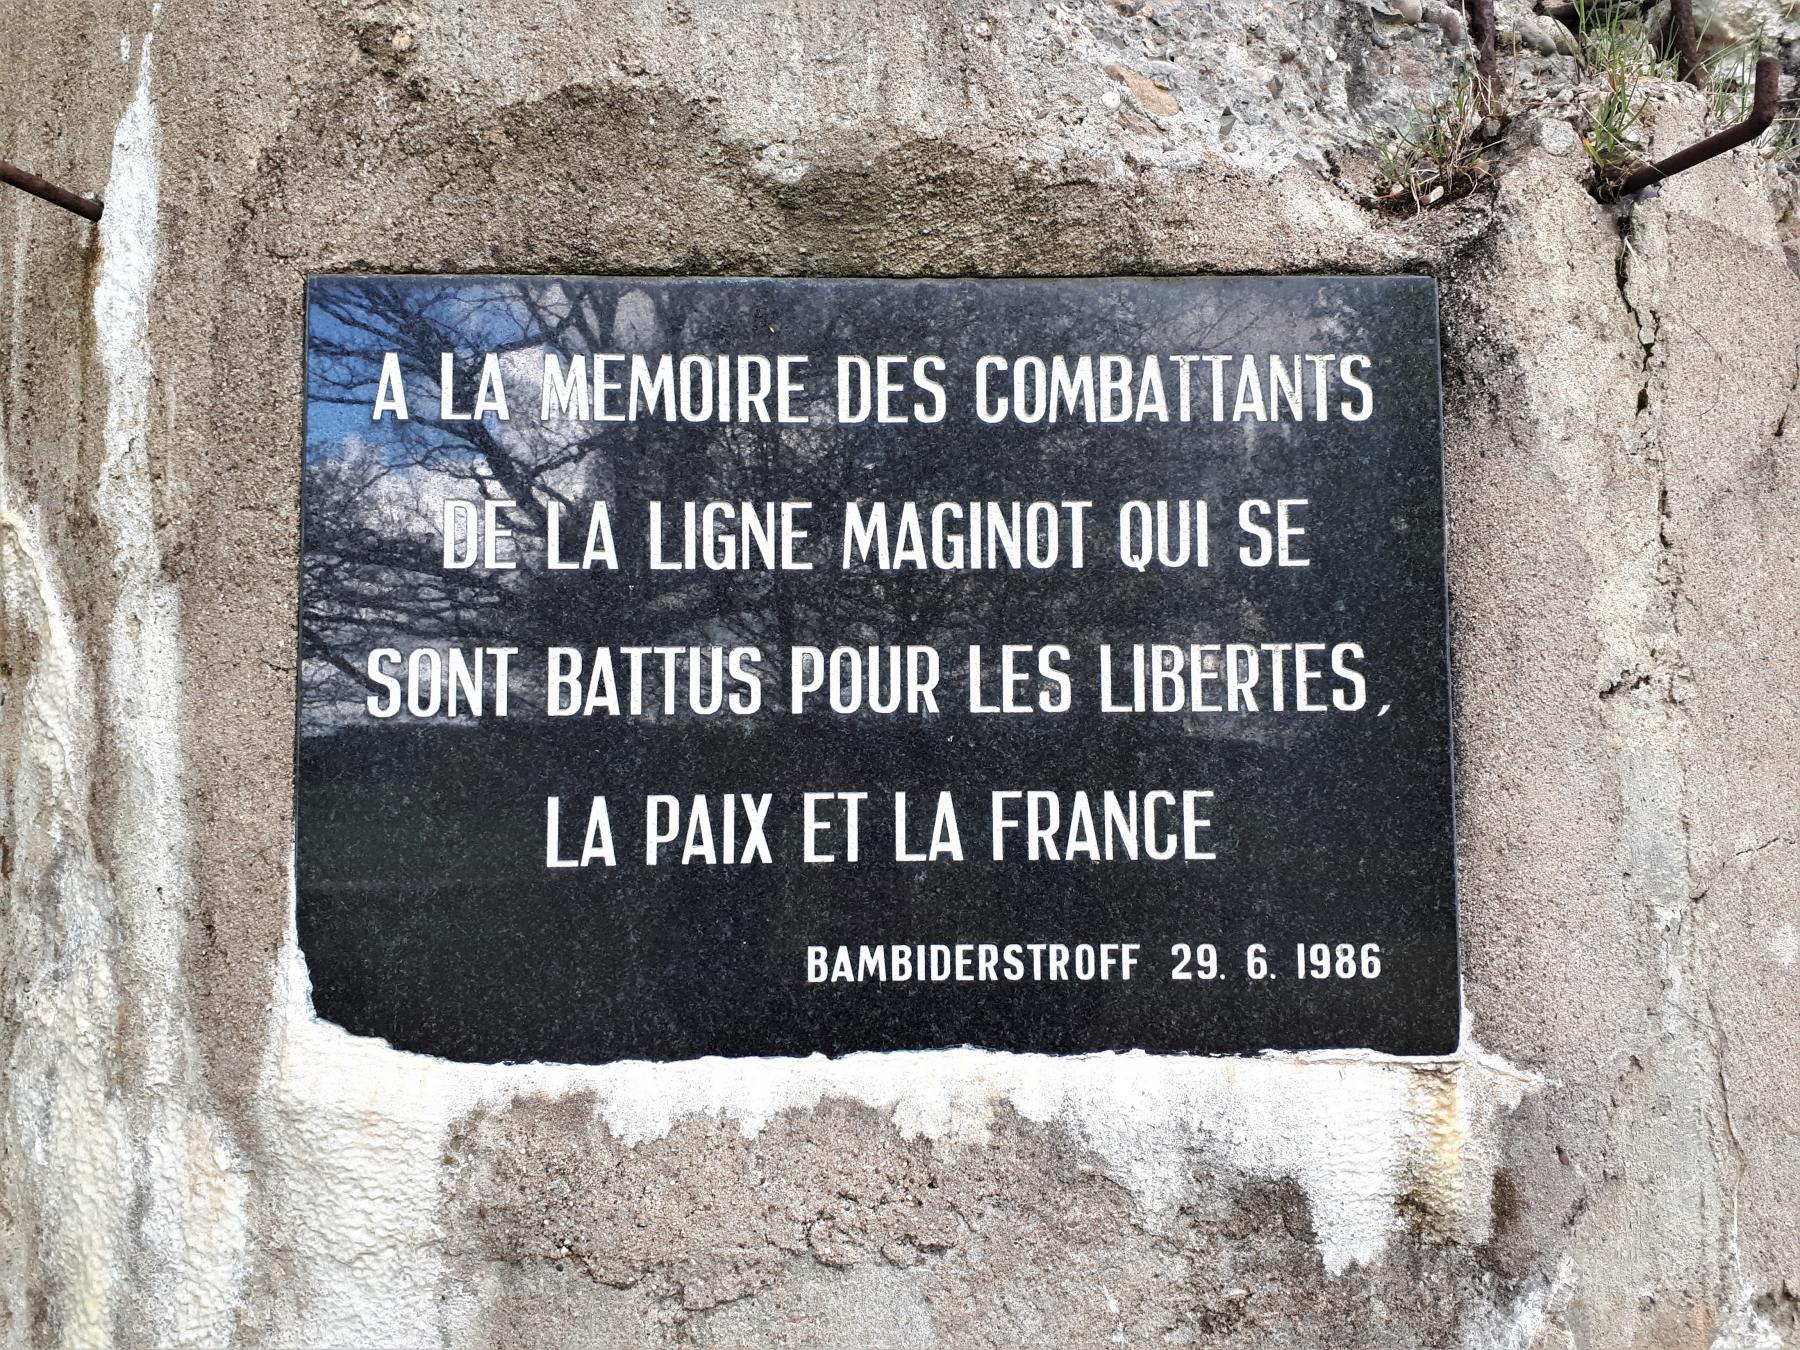 A LA MEMOIRE DES COMBATTANTS
DE LA LIGNE MAGINOT QUI SE
SONT BATTUS POUR LES LIBERTES,
LA PAIX ET LA FRANCE
BAMBIDERSTROFF 29. 6. 1986